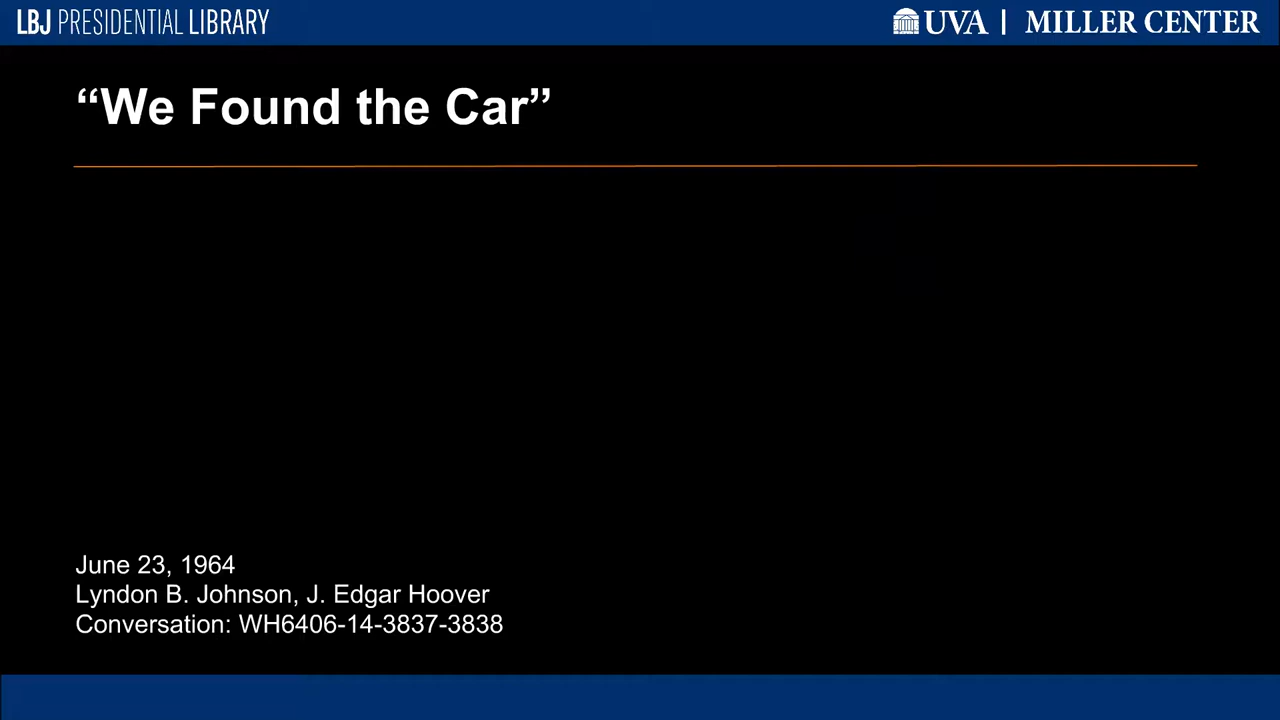 LBJ PRESIDENTIAL LIBRARY
UVA | MILLER CENTER
“We Found the Car”
June 23, 1964
Lyndon B. Johnson, J. Edgar Hoover
Conversation: WH6406-14-3837-3838